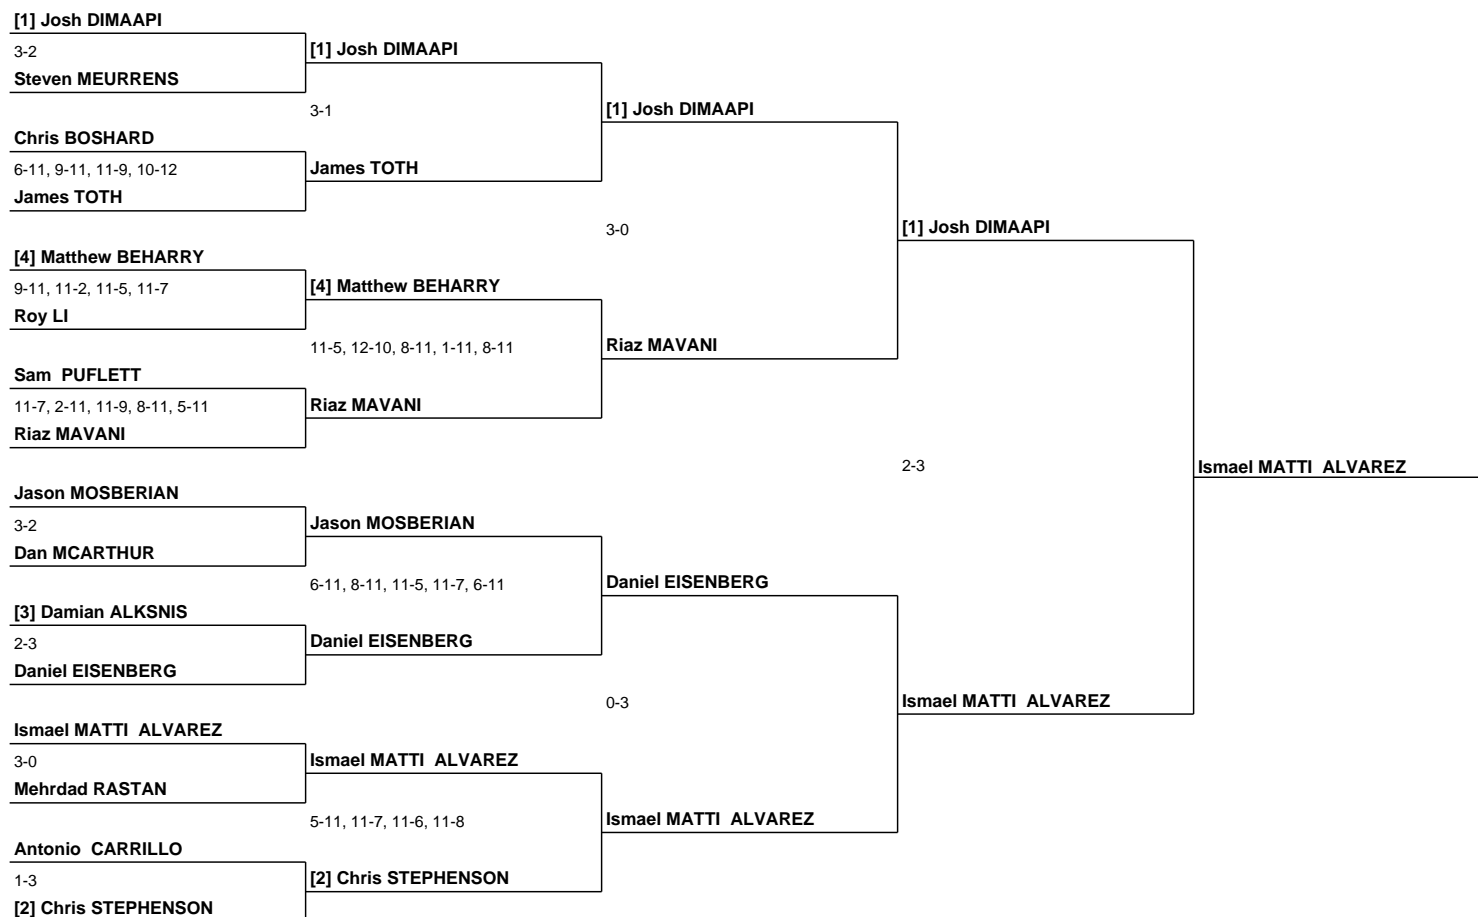 [1] Josh DIMAAPI
3-2
Steven MEURRENS
Chris BOSHARD
6-11, 9-11, 11-9, 10-12
James TOTH
[4] Matthew BEHARRY
9-11, 11-2, 11-5, 11-7
Roy LI
Sam PUFLETT
11-7, 2-11, 11-9, 8-11, 5-11
Riaz MAVANI
Jason MOSBERIAN
3-2
Dan MCARTHUR
[3] Damian ALKSNIS
2-3
Daniel EISENBERG
Ismael MATTI ALVAREZ
3-0
Mehrdad RASTAN
Antonio CARRILLO
1-3
[2] Chris STEPHENSON
[1] Josh DIMAAPI
3-1
James TOTH
[4] Matthew BEHARRY
11-5, 12-10, 8-11, 1-11, 8-11
Riaz MAVANI
Jason MOSBERIAN
6-11, 8-11, 11-5, 11-7, 6-11
Daniel EISENBERG
Ismael MATTI ALVAREZ
5-11, 11-7, 11-6, 11-8
[2] Chris STEPHENSON
[1] Josh DIMAAPI
3-0
Riaz MAVANI
Daniel EISENBERG
0-3
Ismael MATTI ALVAREZ
[1] Josh DIMAAPI
2-3
Ismael MATTI ALVAREZ
Ismael MATTI ALVAREZ